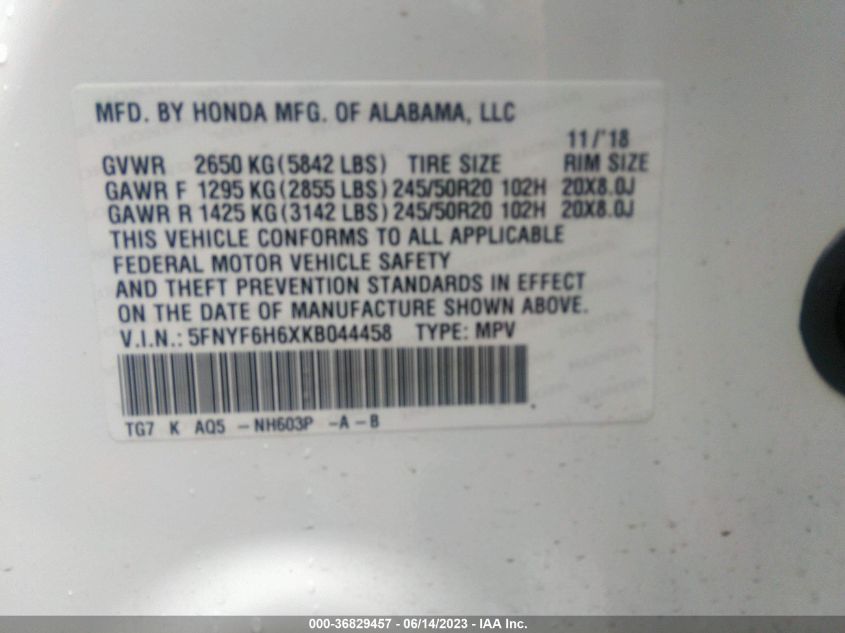 MFD. BY HONDA MFG. OF ALABAMA, LLC
11/'18
GVWR 2650 KG(5842 LBS) TIRE SIZE RIM SIZE
GAWR F 1295 KG(2855 LBS) 245/50R20 102H 20X8.0J
GAWR R 1425 KG(3142 LBS) 245/50R20 102H 20X8.0J
THIS VEHICLE CONFORMS TO ALL APPLICABLE
FEDERAL MOTOR VEHICLE SAFETY
AND THEFT PREVENTION STANDARDS IN EFFECT
ON THE DATE OF MANUFACTURE SHOWN ABOVE.
V.I.N.: 5FNYF6H6XKB044458 TYPE: MPV
TG7 K AQ5 -NH603P -A-B
000-36829457 - 06/14/2023 - IAA Inc.